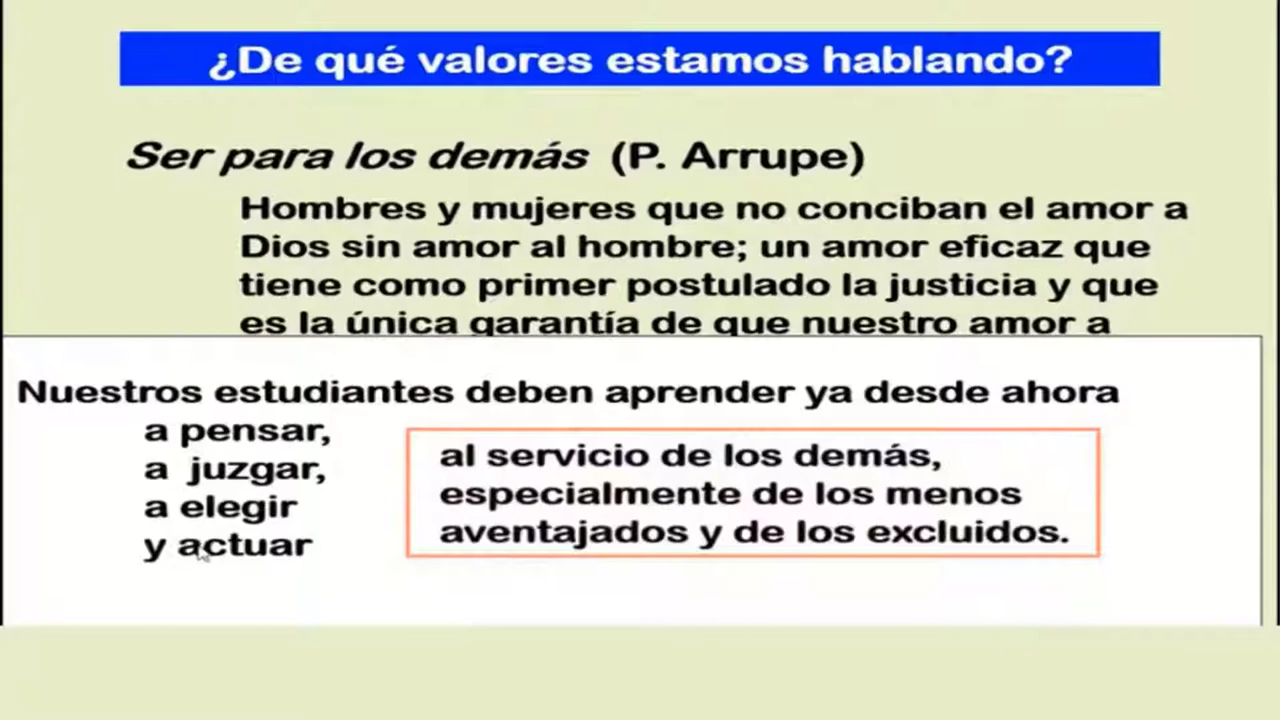 ¿De qué valores estamos hablando?
Ser para los demás (P. Arrupe)
Hombres y mujeres que no conciban el amor a
Dios sin amor al hombre; un amor eficaz que
tiene como primer postulado la justicia y que
es la única garantía de que nuestro amor a
Nuestros estudiantes deben aprender ya desde ahora
a pensar,
a juzgar,
a elegir
y actuar
al servicio de los demás,
especialmente de los menos
aventajados y de los excluidos.